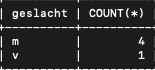 | geslacht | COUNT(*) |
| m | 4
| v | 1